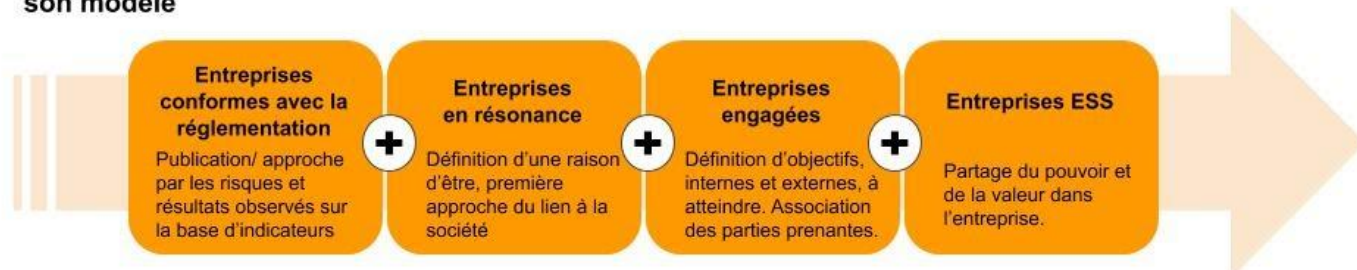 son modèle
Entreprises
conformes avec la
réglementation
Publication/ approche
par les risques et
résultats observés sur
la base d'indicateurs
+
Entreprises
en résonance
Définition d'une raison
d'être, première
approche du lien à la
société
+
Entreprises
engagées
Définition d'objectifs,
internes et externes, à
atteindre. Association
des parties prenantes.
+
Entreprises ESS
Partage du pouvoir et
de la valeur dans
l'entreprise.